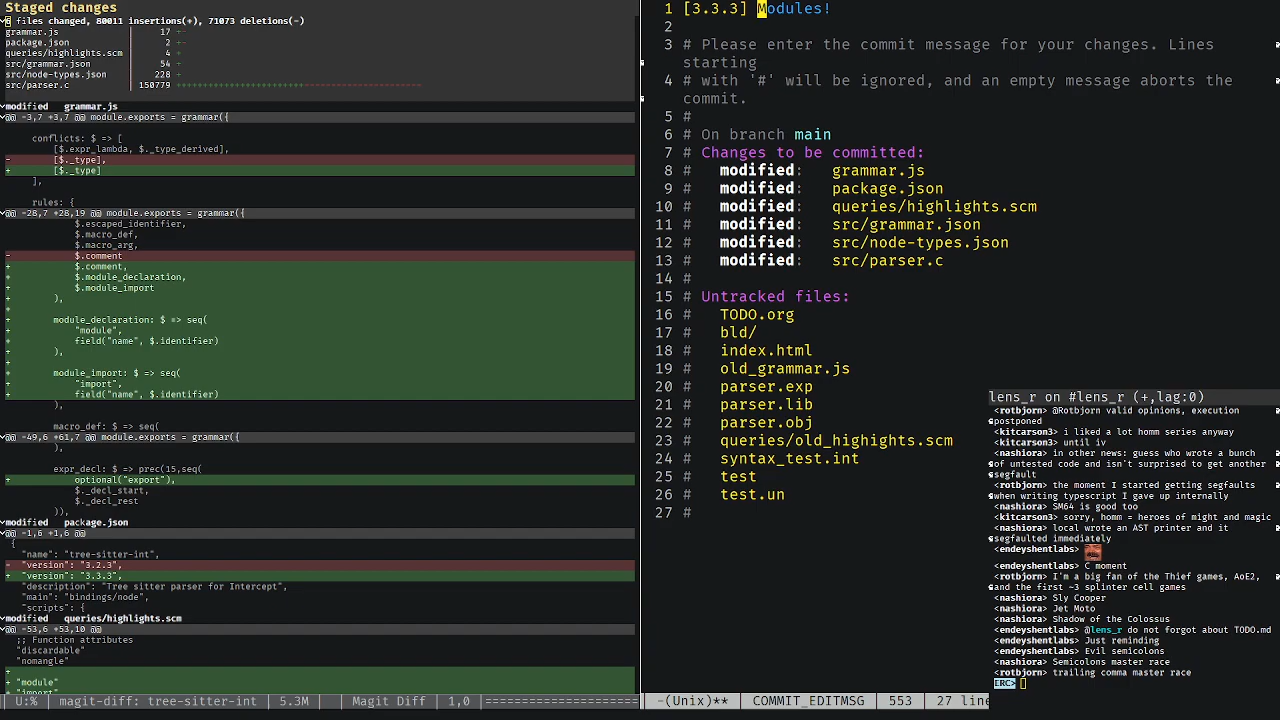 Staged changes
files changed, 80011 insertions(+), 71073 deletions(-)
grammar.js | 17 +-
package.json | 2 +-
queries/highlights.scm | 4 +
src/grammar.json | 54 +-
src/node-types.json | 228 +
src/parser.c | 150779 ++++++++++++++++++++++++++++++------------------------------
modified grammar.js
@@ -3,7 +3,7 @@ module.exports = grammar({
conflicts: $ => [
[$.expr_lambda, $._type_derived],
- [$._type],
+ [$._type]
],
rules: {
@@ -28,7 +28,19 @@ module.exports = grammar({
$.escaped_identifier,
$.macro_def,
$.macro_arg,
- $.comment
+ $.comment,
+ $.module_declaration,
+ $.module_import
+ ),
+
+ module_declaration: $ => seq(
+ "module",
+ field("name", $.identifier)
+ ),
+
+ module_import: $ => seq(
+ "import",
+ field("name", $.identifier)
),
macro_def: $ => seq(
@@ -49,6 +61,7 @@ module.exports = grammar({
),
expr_decl: $ => prec(15,seq(
+ optional("export"),
$._decl_start,
$._decl_rest
)),
modified package.json
@@ -1,6 +1,6 @@
{
"name": "tree-sitter-int",
- "version": "3.2.3",
+ "version": "3.3.3",
"description": "Tree sitter parser for Intercept",
"main": "bindings/node",
"scripts": {
modified queries/highlights.scm
@@ -53,6 +53,10 @@
;; Function attributes
"discardable"
"nomangle"
+
+ "module"
+ "import"
U:% magit-diff: tree-sitter-int 5.3M Magit Diff 1,0
1 [3.3.3] Modules!
2
3 # Please enter the commit message for your changes. Lines
starting
4 # with '#' will be ignored, and an empty message aborts the
commit.
5 #
6 # On branch main
7 # Changes to be committed:
8 # modified: grammar.js
9 # modified: package.json
10 # modified: queries/highlights.scm
11 # modified: src/grammar.json
12 # modified: src/node-types.json
13 # modified: src/parser.c
14 #
15 # Untracked files:
16 # TODO.org
17 # bld/
18 # index.html
19 # old_grammar.js
20 # parser.exp
21 # parser.lib
22 # parser.obj
23 # queries/old_highights.scm
24 # syntax_test.int
25 # test
26 # test.un
27 #
-(Unix)** COMMIT_EDITMSG 553 27 line
lens_r on #lens_r (+,lag:0)
<rotbjorn> @Rotbjorn valid opinions, execution
postponed
<kitcarson3> i liked a lot homm series anyway
<kitcarson3> until iv
<nashiora> in other news: guess who wrote a bunch
of untested code and isn't surprised to get another
segfault
<rotbjorn> the moment I started getting segfaults
when writing typescript I gave up internally
<nashiora> SM64 is good too
<kitcarson3> sorry, homm = heroes of might and magic
<nashiora> local wrote an AST printer and it
segfaulted immediately
<endeyshentlabs>
<endeyshentlabs> C moment
<rotbjorn> I'm a big fan of the Thief games, AoE2,
and the first ~3 splinter cell games
<nashiora> Sly Cooper
<nashiora> Jet Moto
<nashiora> Shadow of the Colossus
<endeyshentlabs> @lens_r do not forgot about TODO.md
<endeyshentlabs> Just reminding
<endeyshentlabs> Evil semicolons
<nashiora> Semicolons master race
<rotbjorn> trailing comma master race
ERC>